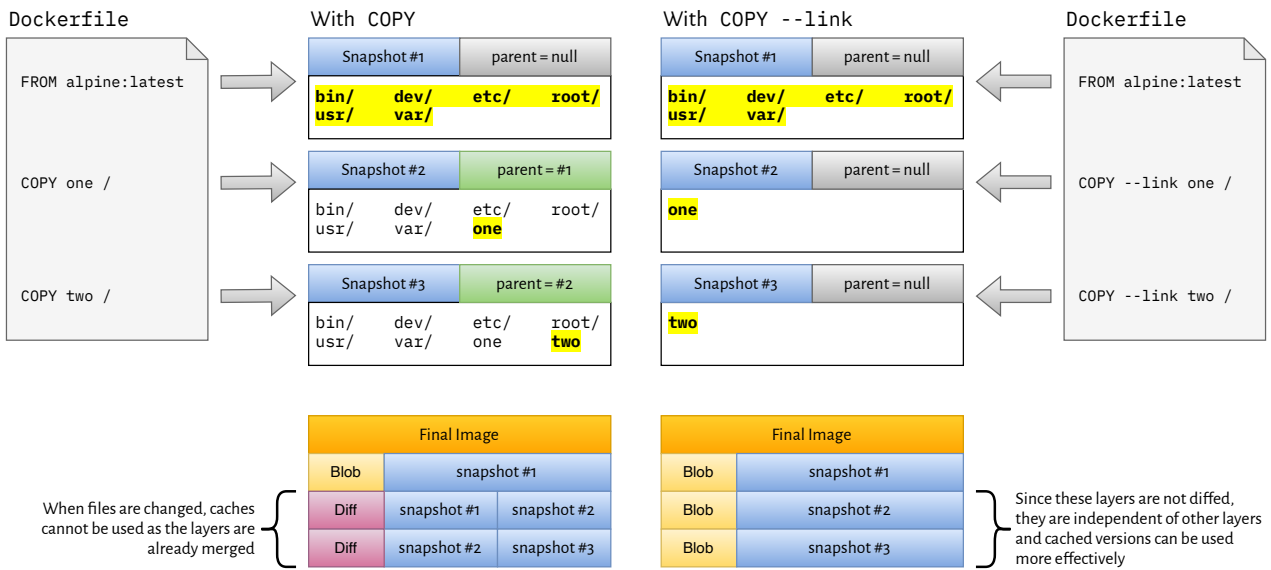 Dockerfile
With COPY
With COPY --link
Dockerfile
FROM alpine:latest
COPY one /
COPY two /
Snapshot #1
parent = null
bin/ dev/ etc/ root/
usr/ var/
Snapshot #2
parent = #1
bin/ dev/ etc/ root/
usr/ var/ one
Snapshot #3
parent = #2
bin/ dev/ etc/ root/
usr/ var/ one two
Snapshot #1
parent = null
bin/ dev/ etc/ root/
usr/ var/
Snapshot #2
parent = null
one
Snapshot #3
parent = null
two
FROM alpine:latest
COPY --link one /
COPY --link two /
When files are changed, caches
cannot be used as the layers are
already merged
Final Image
Blob snapshot #1
Diff snapshot #1 snapshot #2
Diff snapshot #2 snapshot #3
Final Image
Blob snapshot #1
Blob snapshot #2
Blob snapshot #3
Since these layers are not diffed,
they are independent of other layers
and cached versions can be used
more effectively